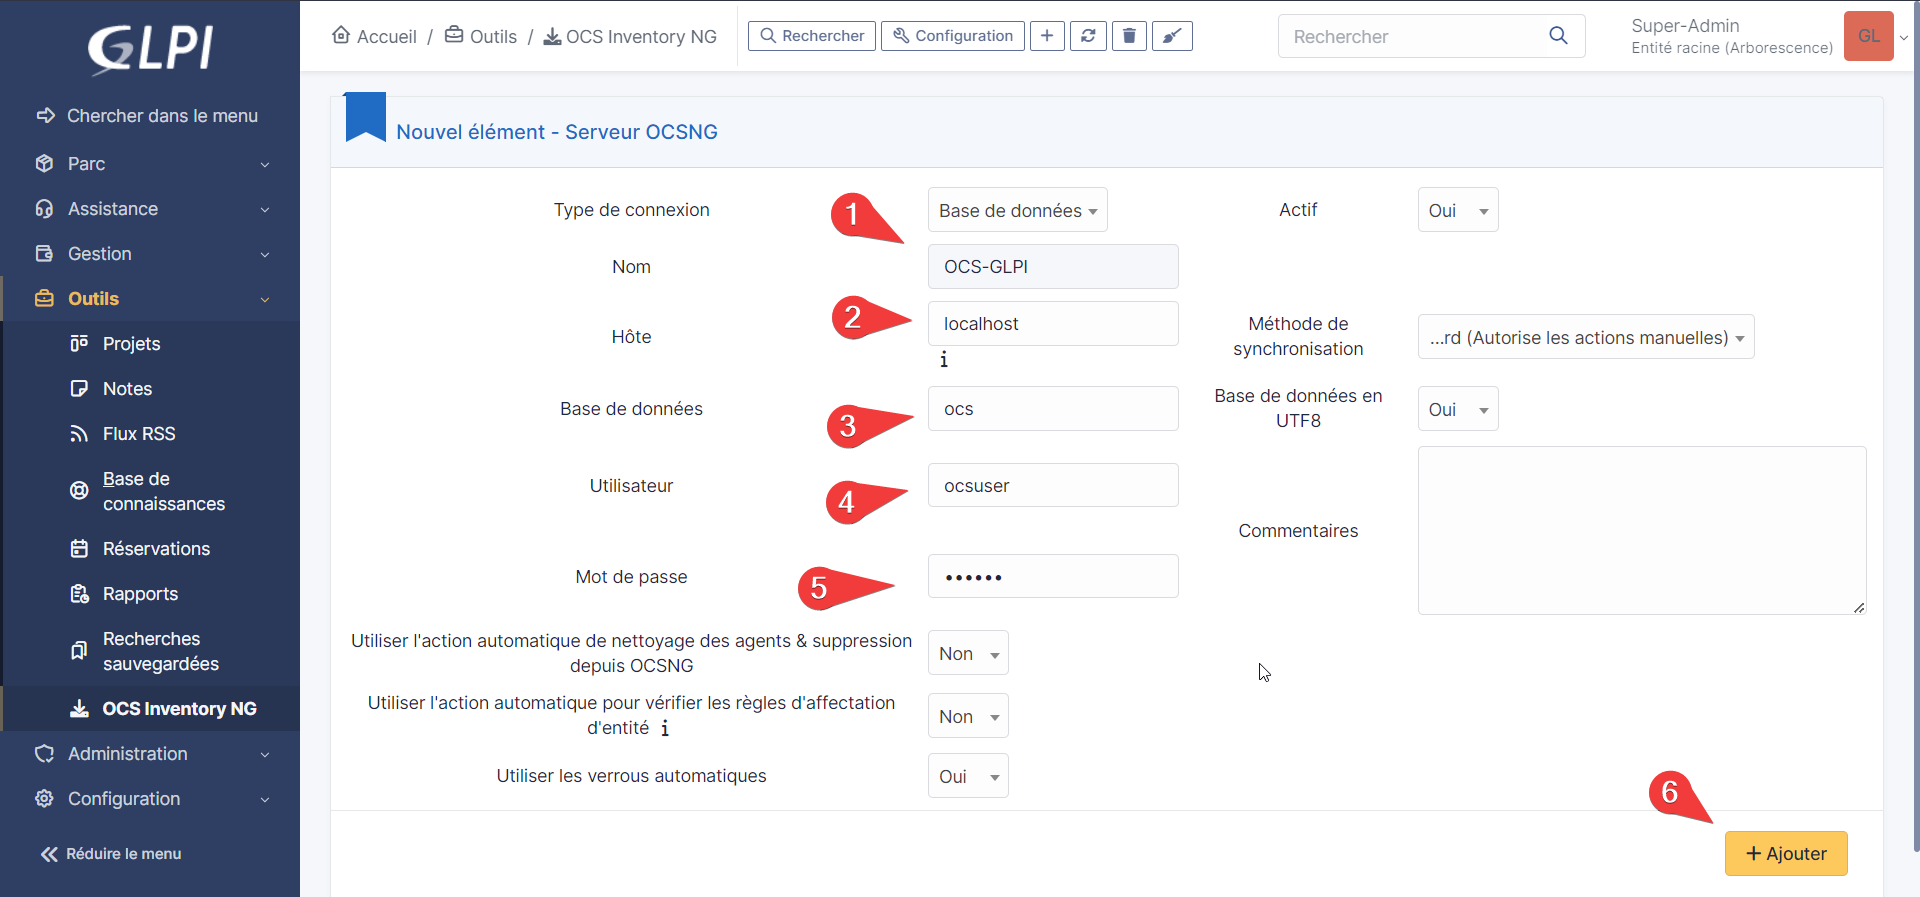 GLPI
Chercher dans le menu
Parc
Assistance
Gestion
Outils
Projets
Notes
Flux RSS
Base de
connaissances
Réservations
Rapports
Recherches
sauvegardées
OCS Inventory NG
Administration
Configuration
Réduire le menu
Accueil / Outils / OCS Inventory NG
Rechercher
Configuration
Rechercher
Super-Admin
Entité racine (Arborescence)
GL
Nouvel élément - Serveur OCSNG
Type de connexion
1
Base de données
Actif
Oui
Nom
OCS-GLPI
Hôte
2
localhost
i
Méthode de
synchronisation
...rd (Autorise les actions manuelles)
Base de données
3
ocs
Base de données en
UTF8
Oui
Utilisateur
4
ocsuser
Commentaires
Mot de passe
5
••••••
Utiliser l'action automatique de nettoyage des agents & suppression
depuis OCSNG
Non
Utiliser l'action automatique pour vérifier les règles d'affectation
d'entité i
Non
Utiliser les verrous automatiques
Oui
6
+ Ajouter